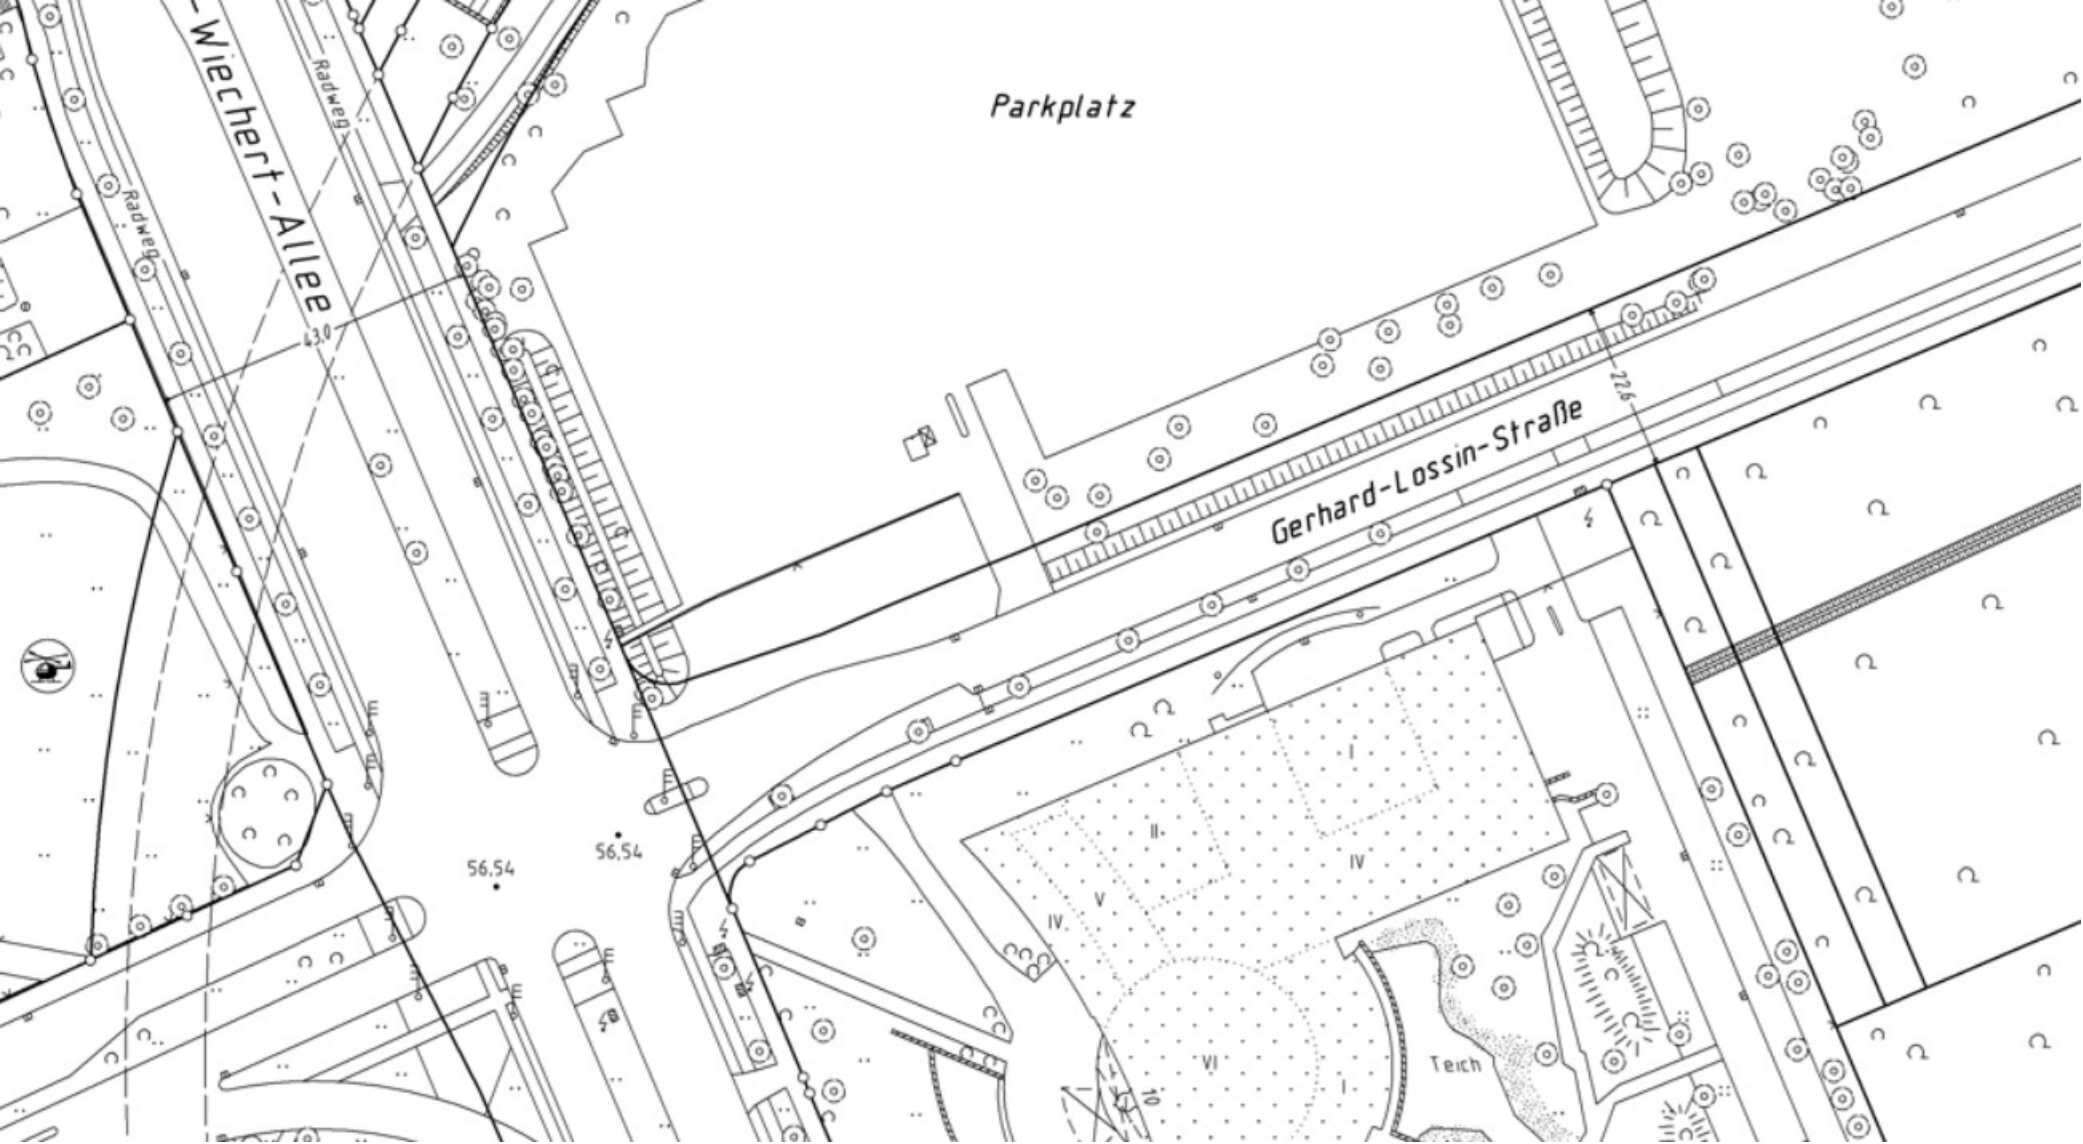 -Wiechert-Allee
Radweg
Radweg
Parkplatz
43,0
22,6
Gerhard-Lossin-Straße
56,54
56,54
I
II
IV
V
IV
VI
I
Teich
10